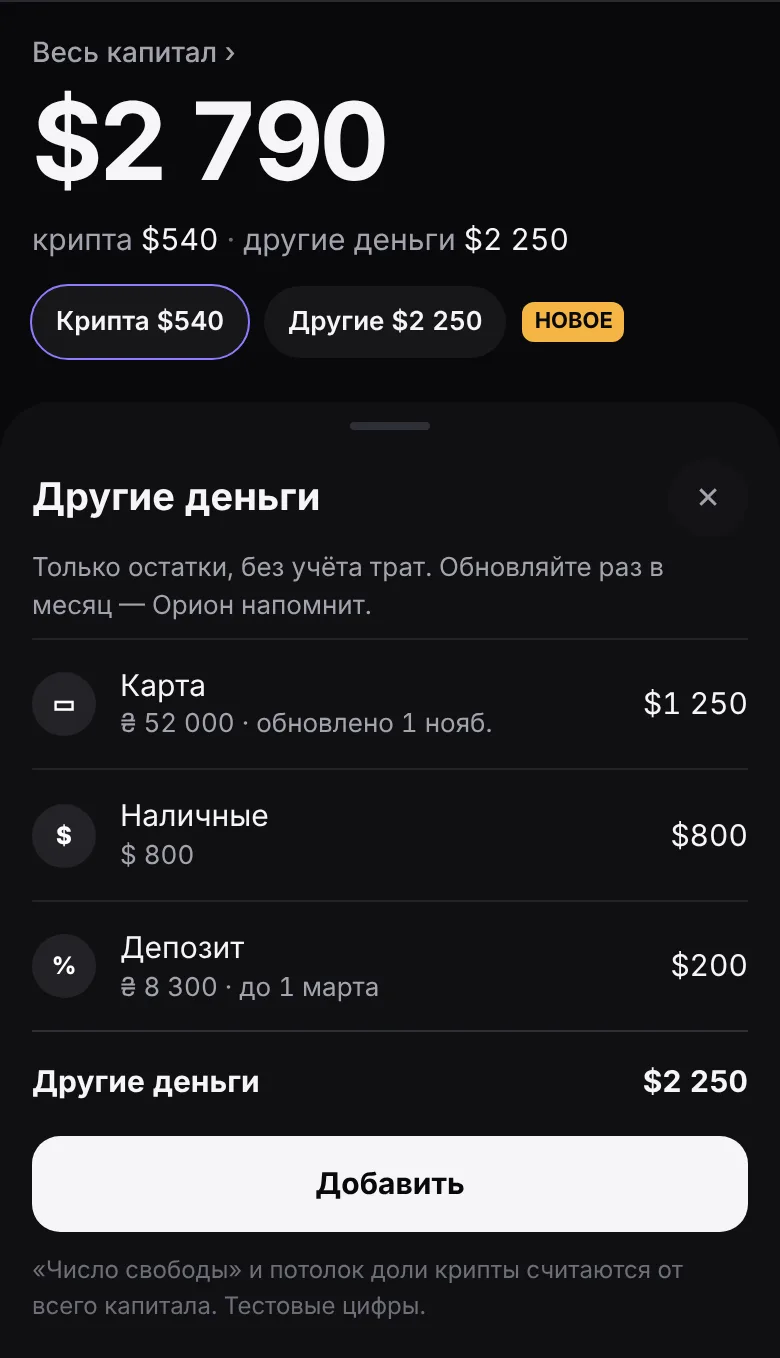 Весь капитал ›
$2 790
крипта $540 · другие деньги $2 250
Крипта $540
Другие $2 250
НОВОЕ
Другие деньги
✕
Только остатки, без учёта трат. Обновляйте раз в
месяц — Орион напомнит.
Карта
₴ 52 000 · обновлено 1 нояб.
$1 250
$
Наличные
$ 800
$800
%
Депозит
₴ 8 300 · до 1 марта
$200
Другие деньги
$2 250
Добавить
«Число свободы» и потолок доли крипты считаются от
всего капитала. Тестовые цифры.